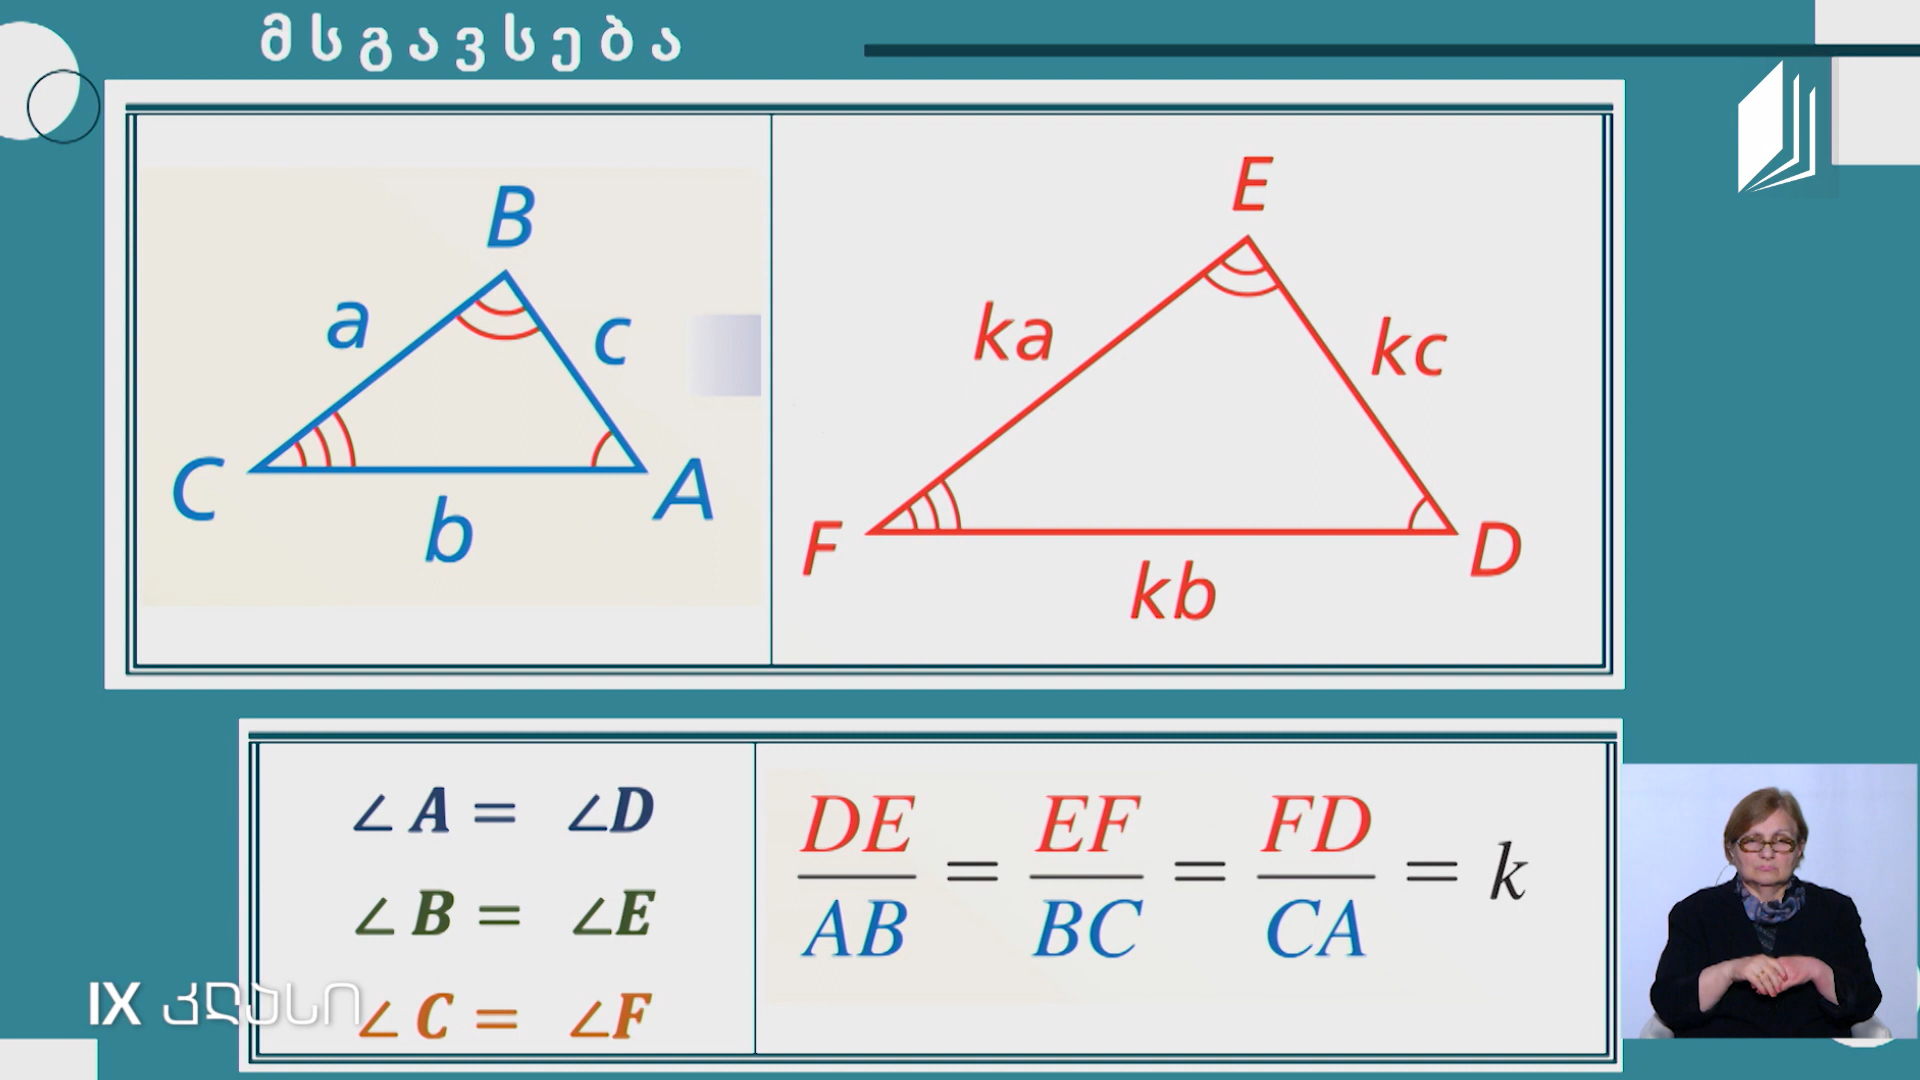 მსგავსება
B
a
c
C
A
b
E
ka
kc
F
D
kb
∠A = ∠D
∠B = ∠E
∠C = ∠F
DE/AB = EF/BC = FD/CA = k
IX კლასი